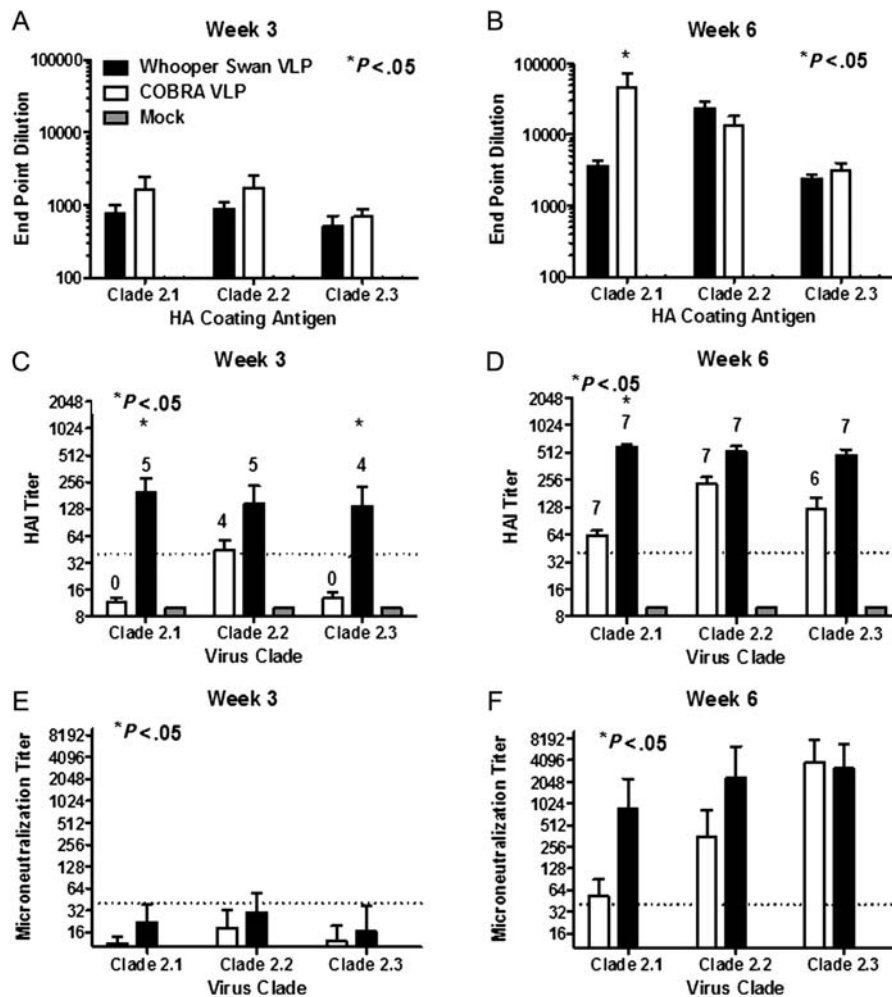 A
Week 3
100000
10000
1000
100
End Point Dilution
Whooper Swan VLP
COBRA VLP
Mock
*P<.05
Clade 2.1 Clade 2.2 Clade 2.3
HA Coating Antigen
B
Week 6
100000
10000
1000
100
End Point Dilution
*
*P<.05
Clade 2.1 Clade 2.2 Clade 2.3
HA Coating Antigen
C
Week 3
2048
1024
512
256
128
64
32
16
8
HAI Titer
*P<.05
* *
0 5 4 5 0 4
Clade 2.1 Clade 2.2 Clade 2.3
Virus Clade
D
Week 6
2048
1024
512
256
128
64
32
16
8
HAI Titer
*P<.05
*
7 7 7 7 6 7
Clade 2.1 Clade 2.2 Clade 2.3
Virus Clade
E
Week 3
8192
4096
2048
1024
512
256
128
64
32
16
Microneutralization Titer
*P<.05
Clade 2.1 Clade 2.2 Clade 2.3
Virus Clade
F
Week 6
8192
4096
2048
1024
512
256
128
64
32
16
Microneutralization Titer
*P<.05
Clade 2.1 Clade 2.2 Clade 2.3
Virus Clade